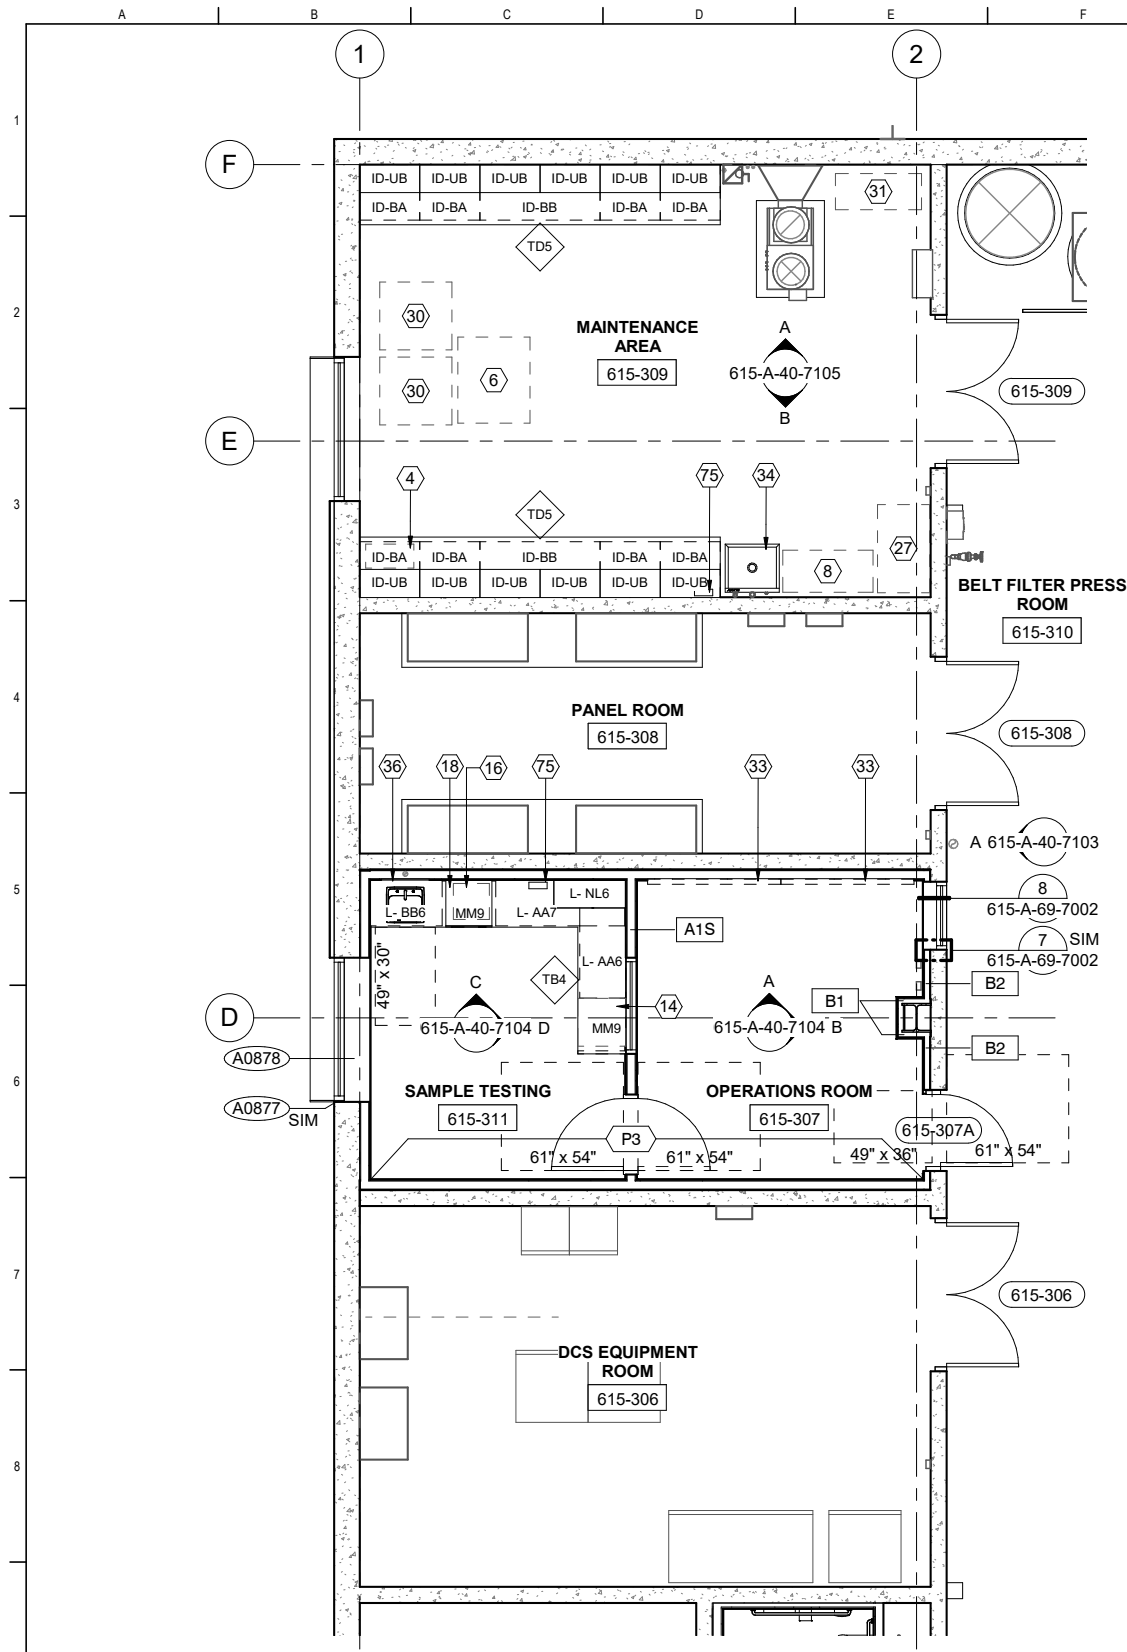 A B C D E F
1 2
1
F
ID-UB ID-UB ID-UB ID-UB ID-UB ID-UB
31
ID-BA ID-BA ID-BB ID-BA ID-BA
TD5
2
30
MAINTENANCE
AREA
615-309
A
6
615-A-40-7105
30
615-309
B
E
3
4
75
34
TD5
ID-BA ID-BA ID-BB ID-BA ID-BA
27
8
ID-UB ID-UB ID-UB ID-UB ID-UB ID-UB
BELT FILTER PRESS
ROOM
615-310
4
PANEL ROOM
615-308
615-308
36
18
16
75
33
33
A 615-A-40-7103
5
L- NL6
8
L- BB6
MM9
L- AA7
615-A-69-7002
A1S
7 SIM
615-A-69-7002
49" x 30"
L- AA6
C
TB4
A
B1
B2
14
D
615-A-40-7104 D
MM9
615-A-40-7104 B
B2
A0878
6
SAMPLE TESTING
615-311
OPERATIONS ROOM
615-307
A0877
SIM
P3
615-307A
61" x 54"
61" x 54"
49" x 36"
61" x 54"
7
615-306
DCS EQUIPMENT
ROOM
615-306
8